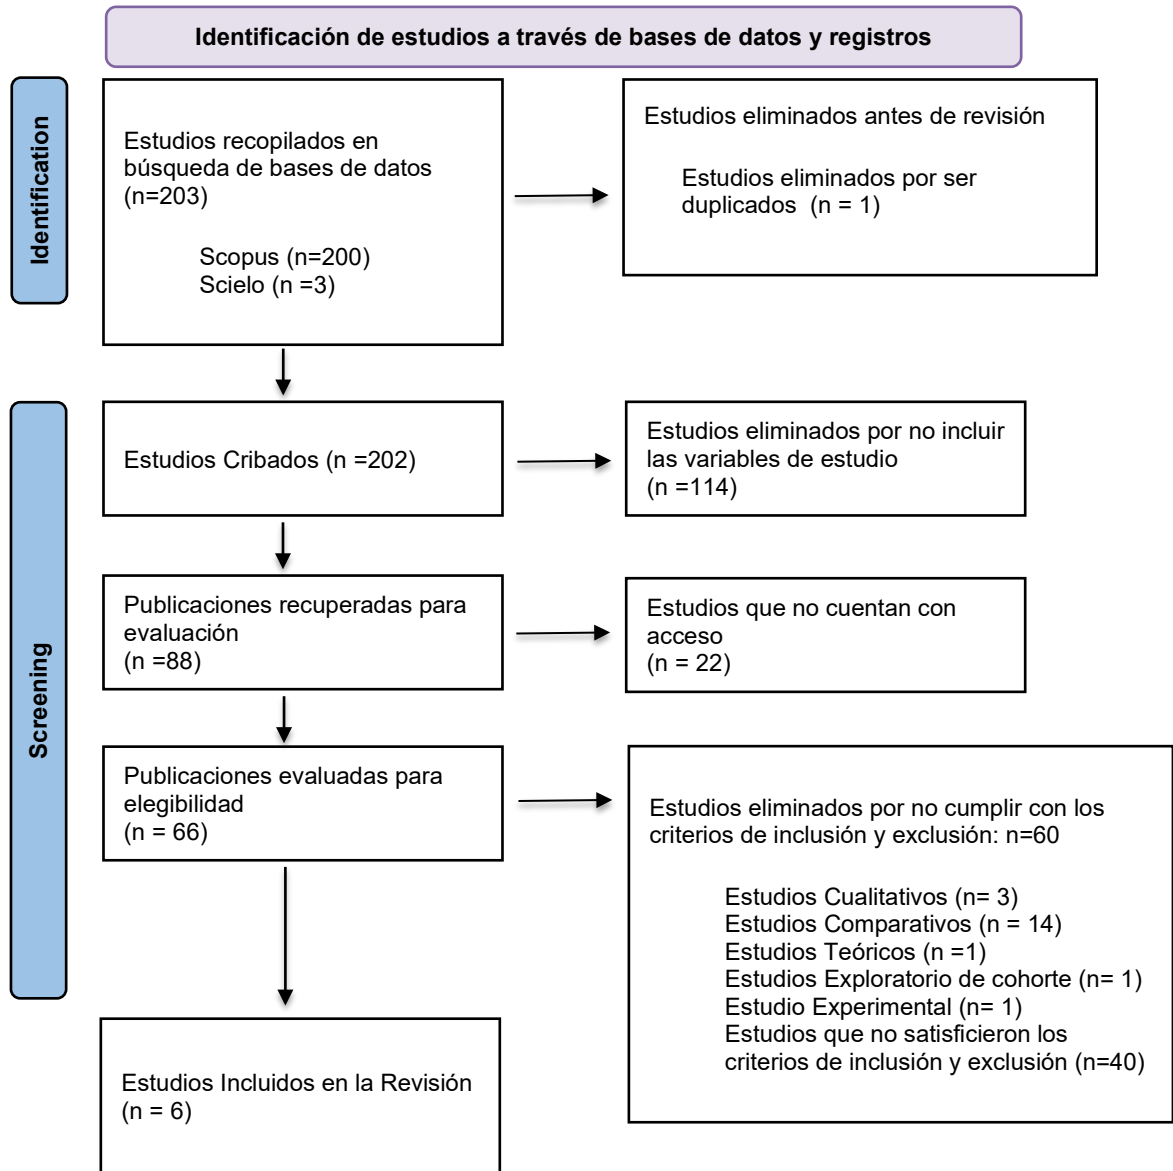 Identificación de estudios a través de bases de datos y registros
Identification
Estudios recopilados en
búsqueda de bases de datos
(n=203)
Scopus (n=200)
Scielo (n =3)
Estudios eliminados antes de revisión
Estudios eliminados por ser
duplicados (n = 1)
Screening
Estudios Cribados (n =202)
Estudios eliminados por no incluir
las variables de estudio
(n =114)
Publicaciones recuperadas para
evaluación
(n =88)
Estudios que no cuentan con
acceso
(n = 22)
Publicaciones evaluadas para
elegibilidad
(n = 66)
Estudios eliminados por no cumplir con los
criterios de inclusión y exclusión: n=60
Estudios Cualitativos (n= 3)
Estudios Comparativos (n = 14)
Estudios Teóricos (n =1)
Estudios Exploratorio de cohorte (n= 1)
Estudio Experimental (n= 1)
Estudios que no satisficieron los
criterios de inclusión y exclusión (n=40)
Estudios Incluidos en la Revisión
(n = 6)